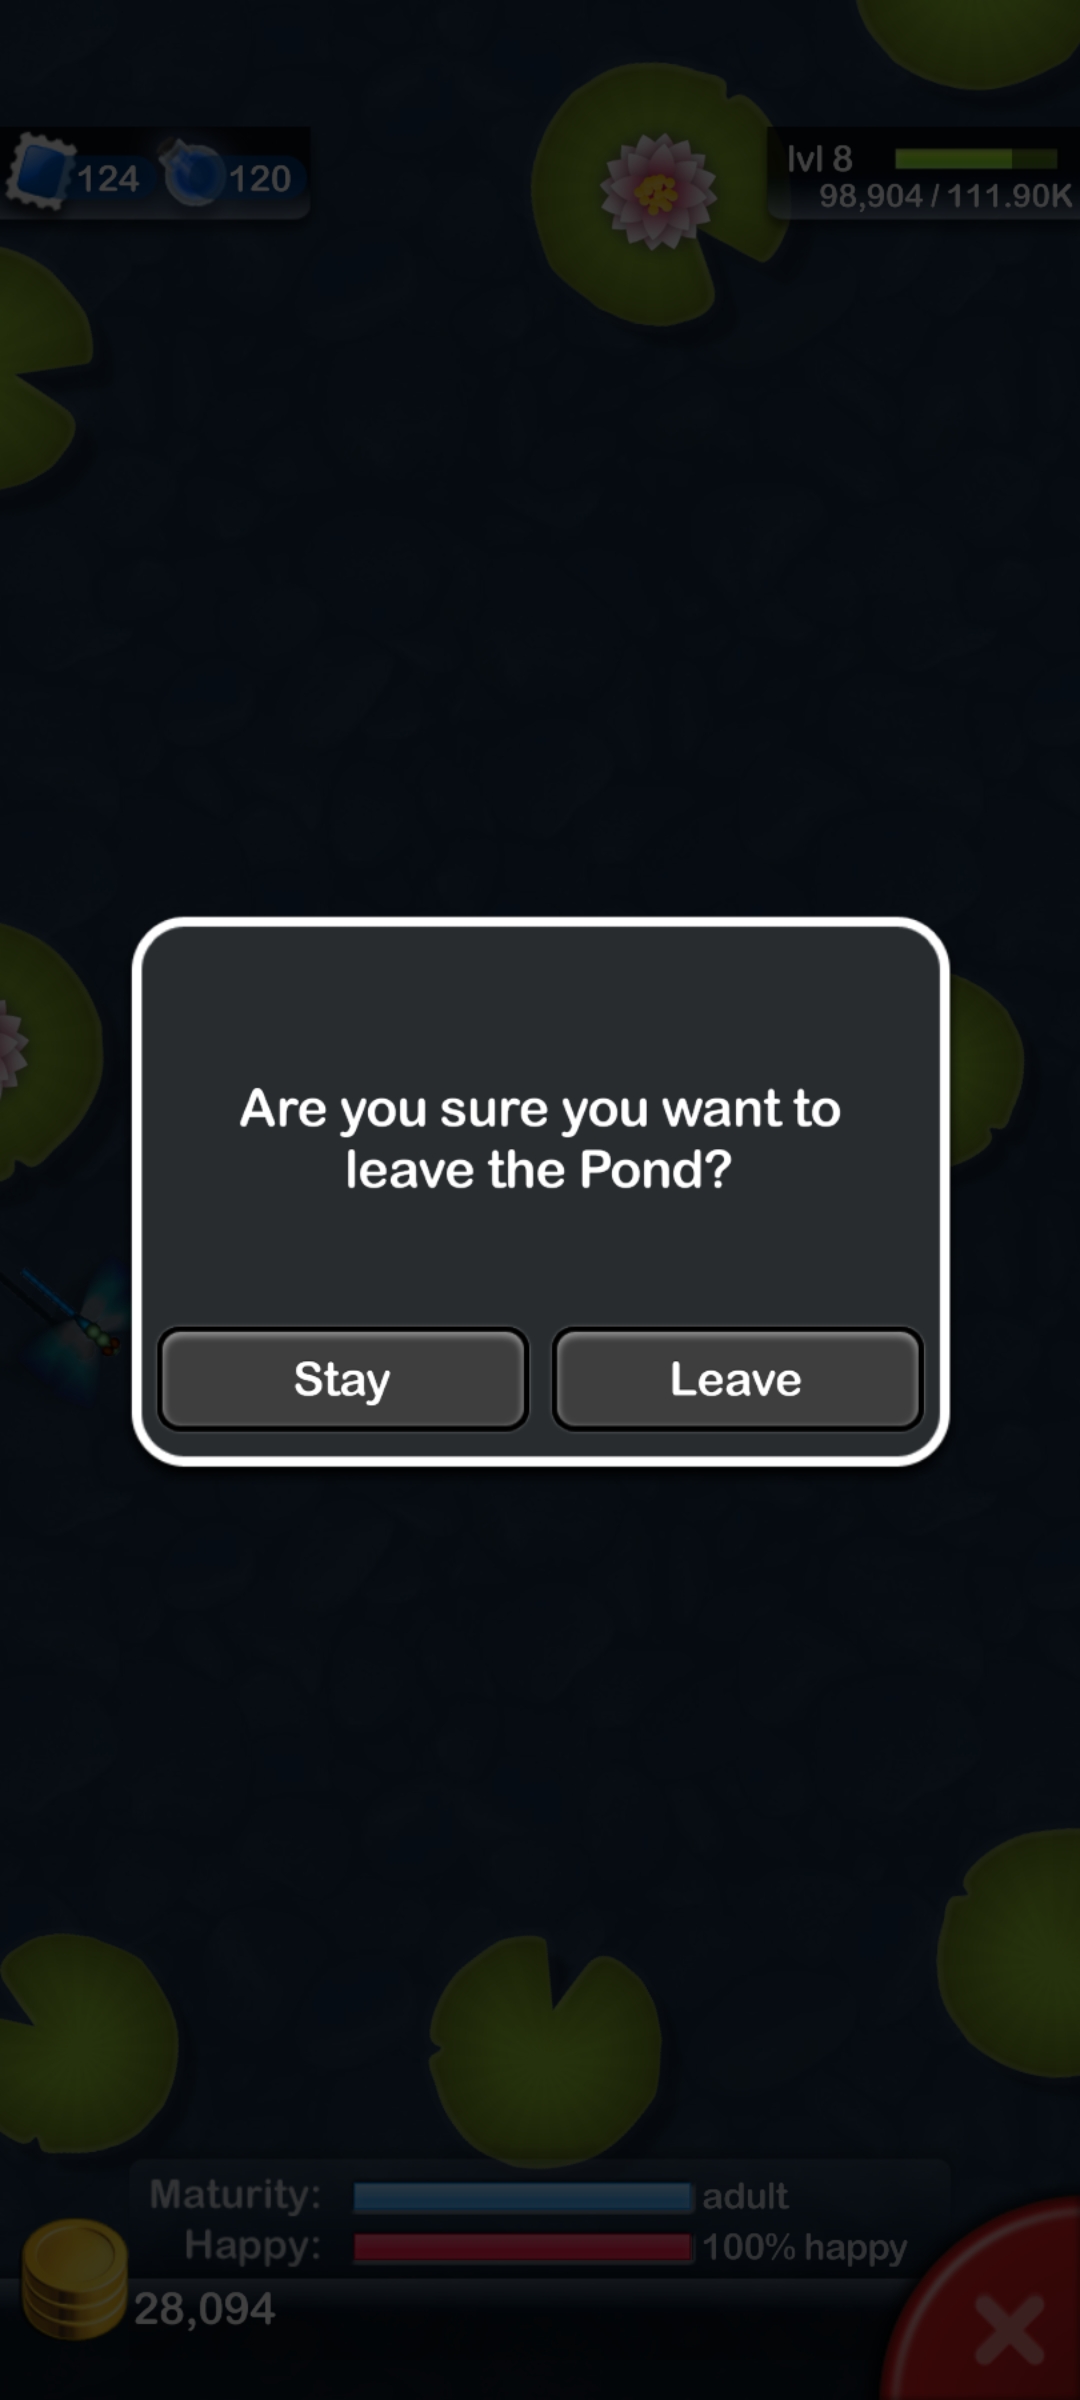 124 120
lvl 8
98,904 / 111.90K
Are you sure you want to
leave the Pond?
Stay Leave
Maturity: adult
Happy: 100% happy
28,094